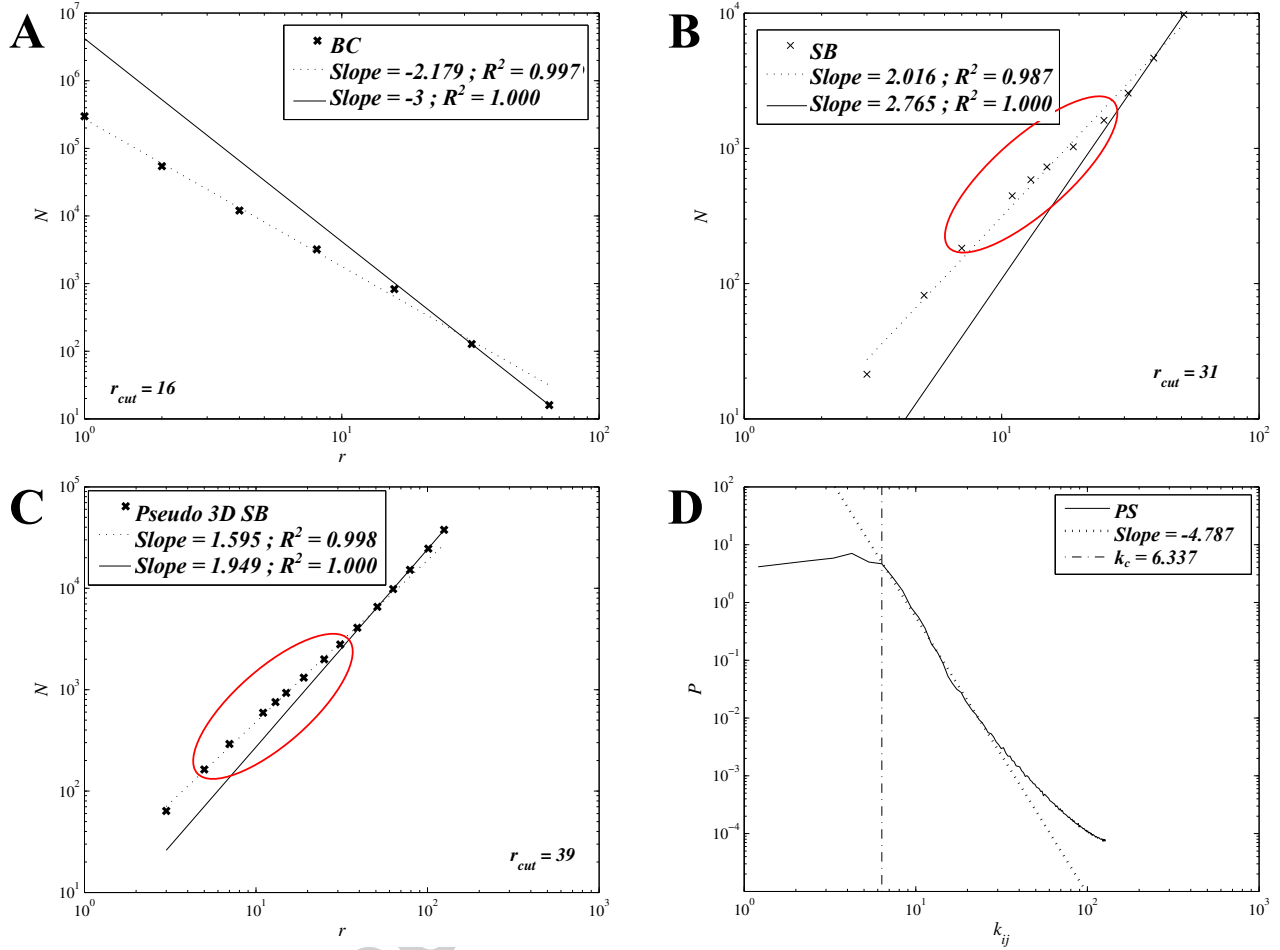 A
10^7
10^6
10^5
10^4
10^3
10^2
10^1
N
BC
Slope = -2.179 ; R^2 = 0.997
Slope = -3 ; R^2 = 1.000
r_cut = 16
10^0
10^1
10^2
r
B
10^4
10^3
10^2
10^1
N
SB
Slope = 2.016 ; R^2 = 0.987
Slope = 2.765 ; R^2 = 1.000
r_cut = 31
10^0
10^1
10^2
C
10^5
10^4
10^3
10^2
10^1
N
Pseudo 3D SB
Slope = 1.595 ; R^2 = 0.998
Slope = 1.949 ; R^2 = 1.000
r_cut = 39
10^0
10^1
10^2
10^3
r
D
10^2
10^1
10^0
10^-1
10^-2
10^-3
10^-4
P
PS
Slope = -4.787
k_c = 6.337
10^0
10^1
10^2
10^3
k_ij